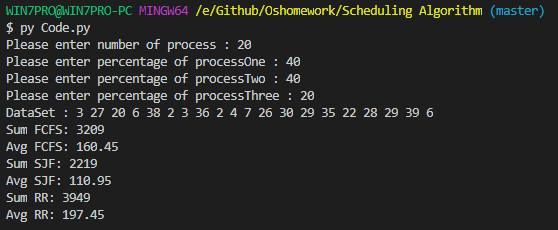 WIN7PRO@WIN7PRO-PC MINGW64 /e/Github/Oshomework/Scheduling Algorithm (master)
$ py Code.py
Please enter number of process : 20
Please enter percentage of processOne : 40
Please enter percentage of processTwo : 40
Please enter percentage of processThree : 20
DataSet : 3 27 20 6 38 2 3 36 2 4 7 26 30 29 35 22 28 29 39 6
Sum FCFS: 3209
Avg FCFS: 160.45
Sum SJF: 2219
Avg SJF: 110.95
Sum RR: 3949
Avg RR: 197.45